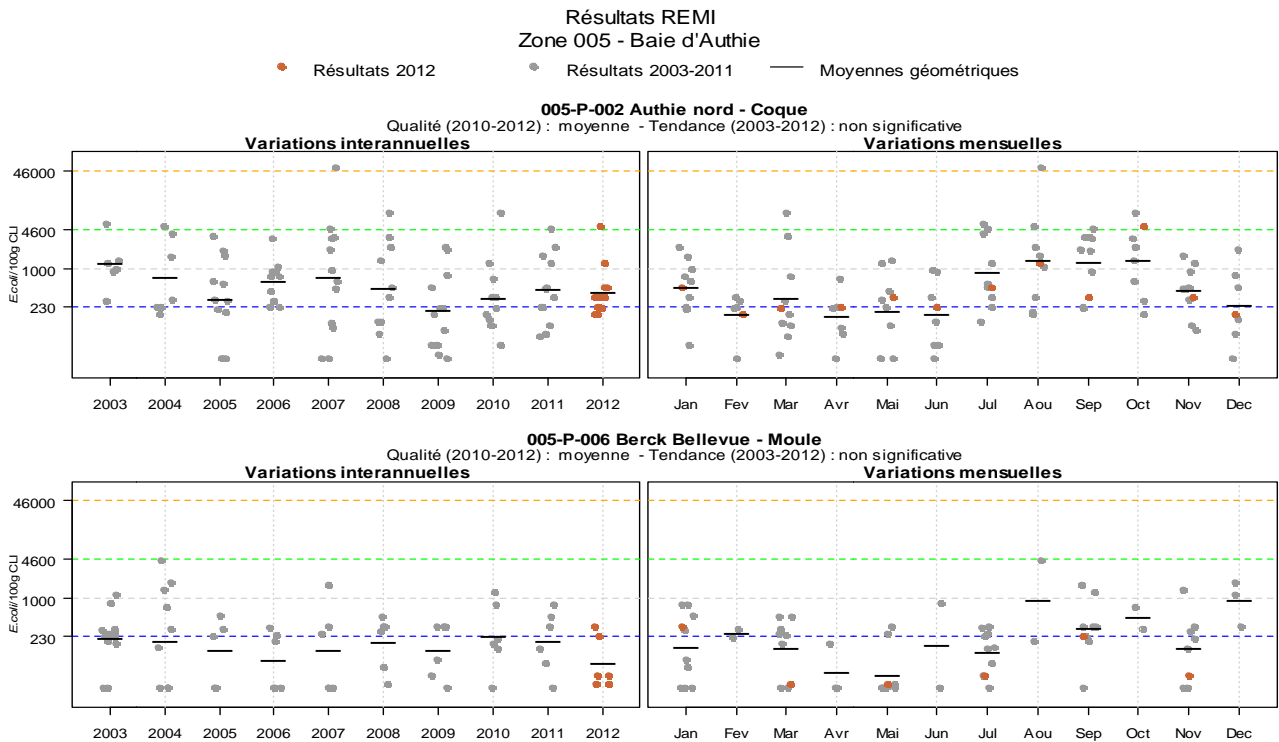 Résultats REMI
Zone 005 - Baie d'Authie
Résultats 2012 Résultats 2003-2011 Moyennes géométriques
005-P-002 Authie nord - Coque
Qualité (2010-2012) : moyenne - Tendance (2003-2012) : non significative
Variations interannuelles Variations mensuelles
E.coli/100g CLI
46000
4600
1000
230
2003 2004 2005 2006 2007 2008 2009 2010 2011 2012 Jan Fev Mar Avr Mai Jun Jul Aou Sep Oct Nov Dec
005-P-006 Berck Bellevue - Moule
Qualité (2010-2012) : moyenne - Tendance (2003-2012) : non significative
Variations interannuelles Variations mensuelles
E.coli/100g CLI
46000
4600
1000
230
2003 2004 2005 2006 2007 2008 2009 2010 2011 2012 Jan Fev Mar Avr Mai Jun Jul Aou Sep Oct Nov Dec